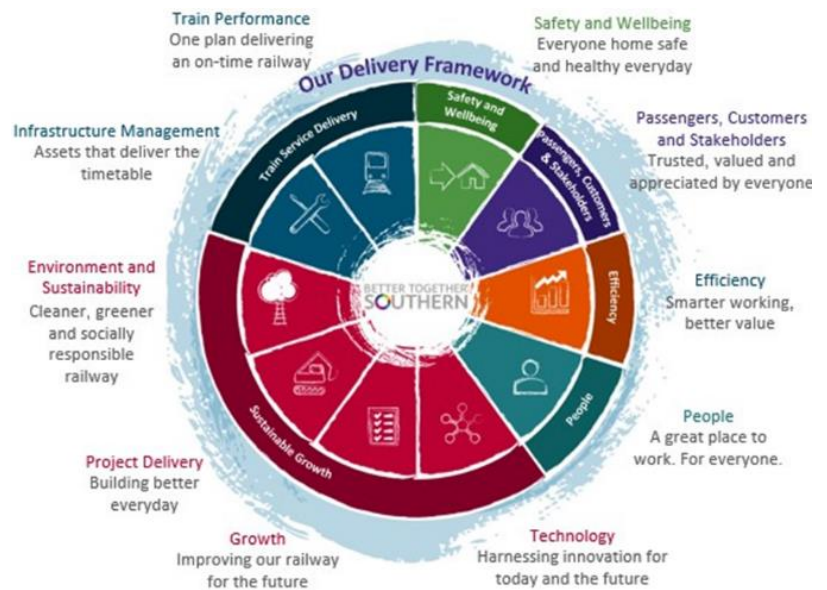 Train Performance
One plan delivering
an on-time railway
Safety and Wellbeing
Everyone home safe
and healthy everyday
Our Delivery Framework
Infrastructure Management
Assets that deliver the
timetable
Passengers, Customers
and Stakeholders
Trusted, valued and
appreciated by everyone
Train Service Delivery
Safety and
Wellbeing
Passengers, Customers
& Stakeholders
Environment and
Sustainability
Cleaner, greener
and socially
responsible
railway
BETTER TOGETHER
SOUTHERN
Efficiency
Efficiency
Smarter working,
better value
People
People
A great place to
work. For everyone.
Sustainable Growth
Project Delivery
Building better
everyday
Growth
Improving our railway
for the future
Technology
Harnessing innovation for
today and the future